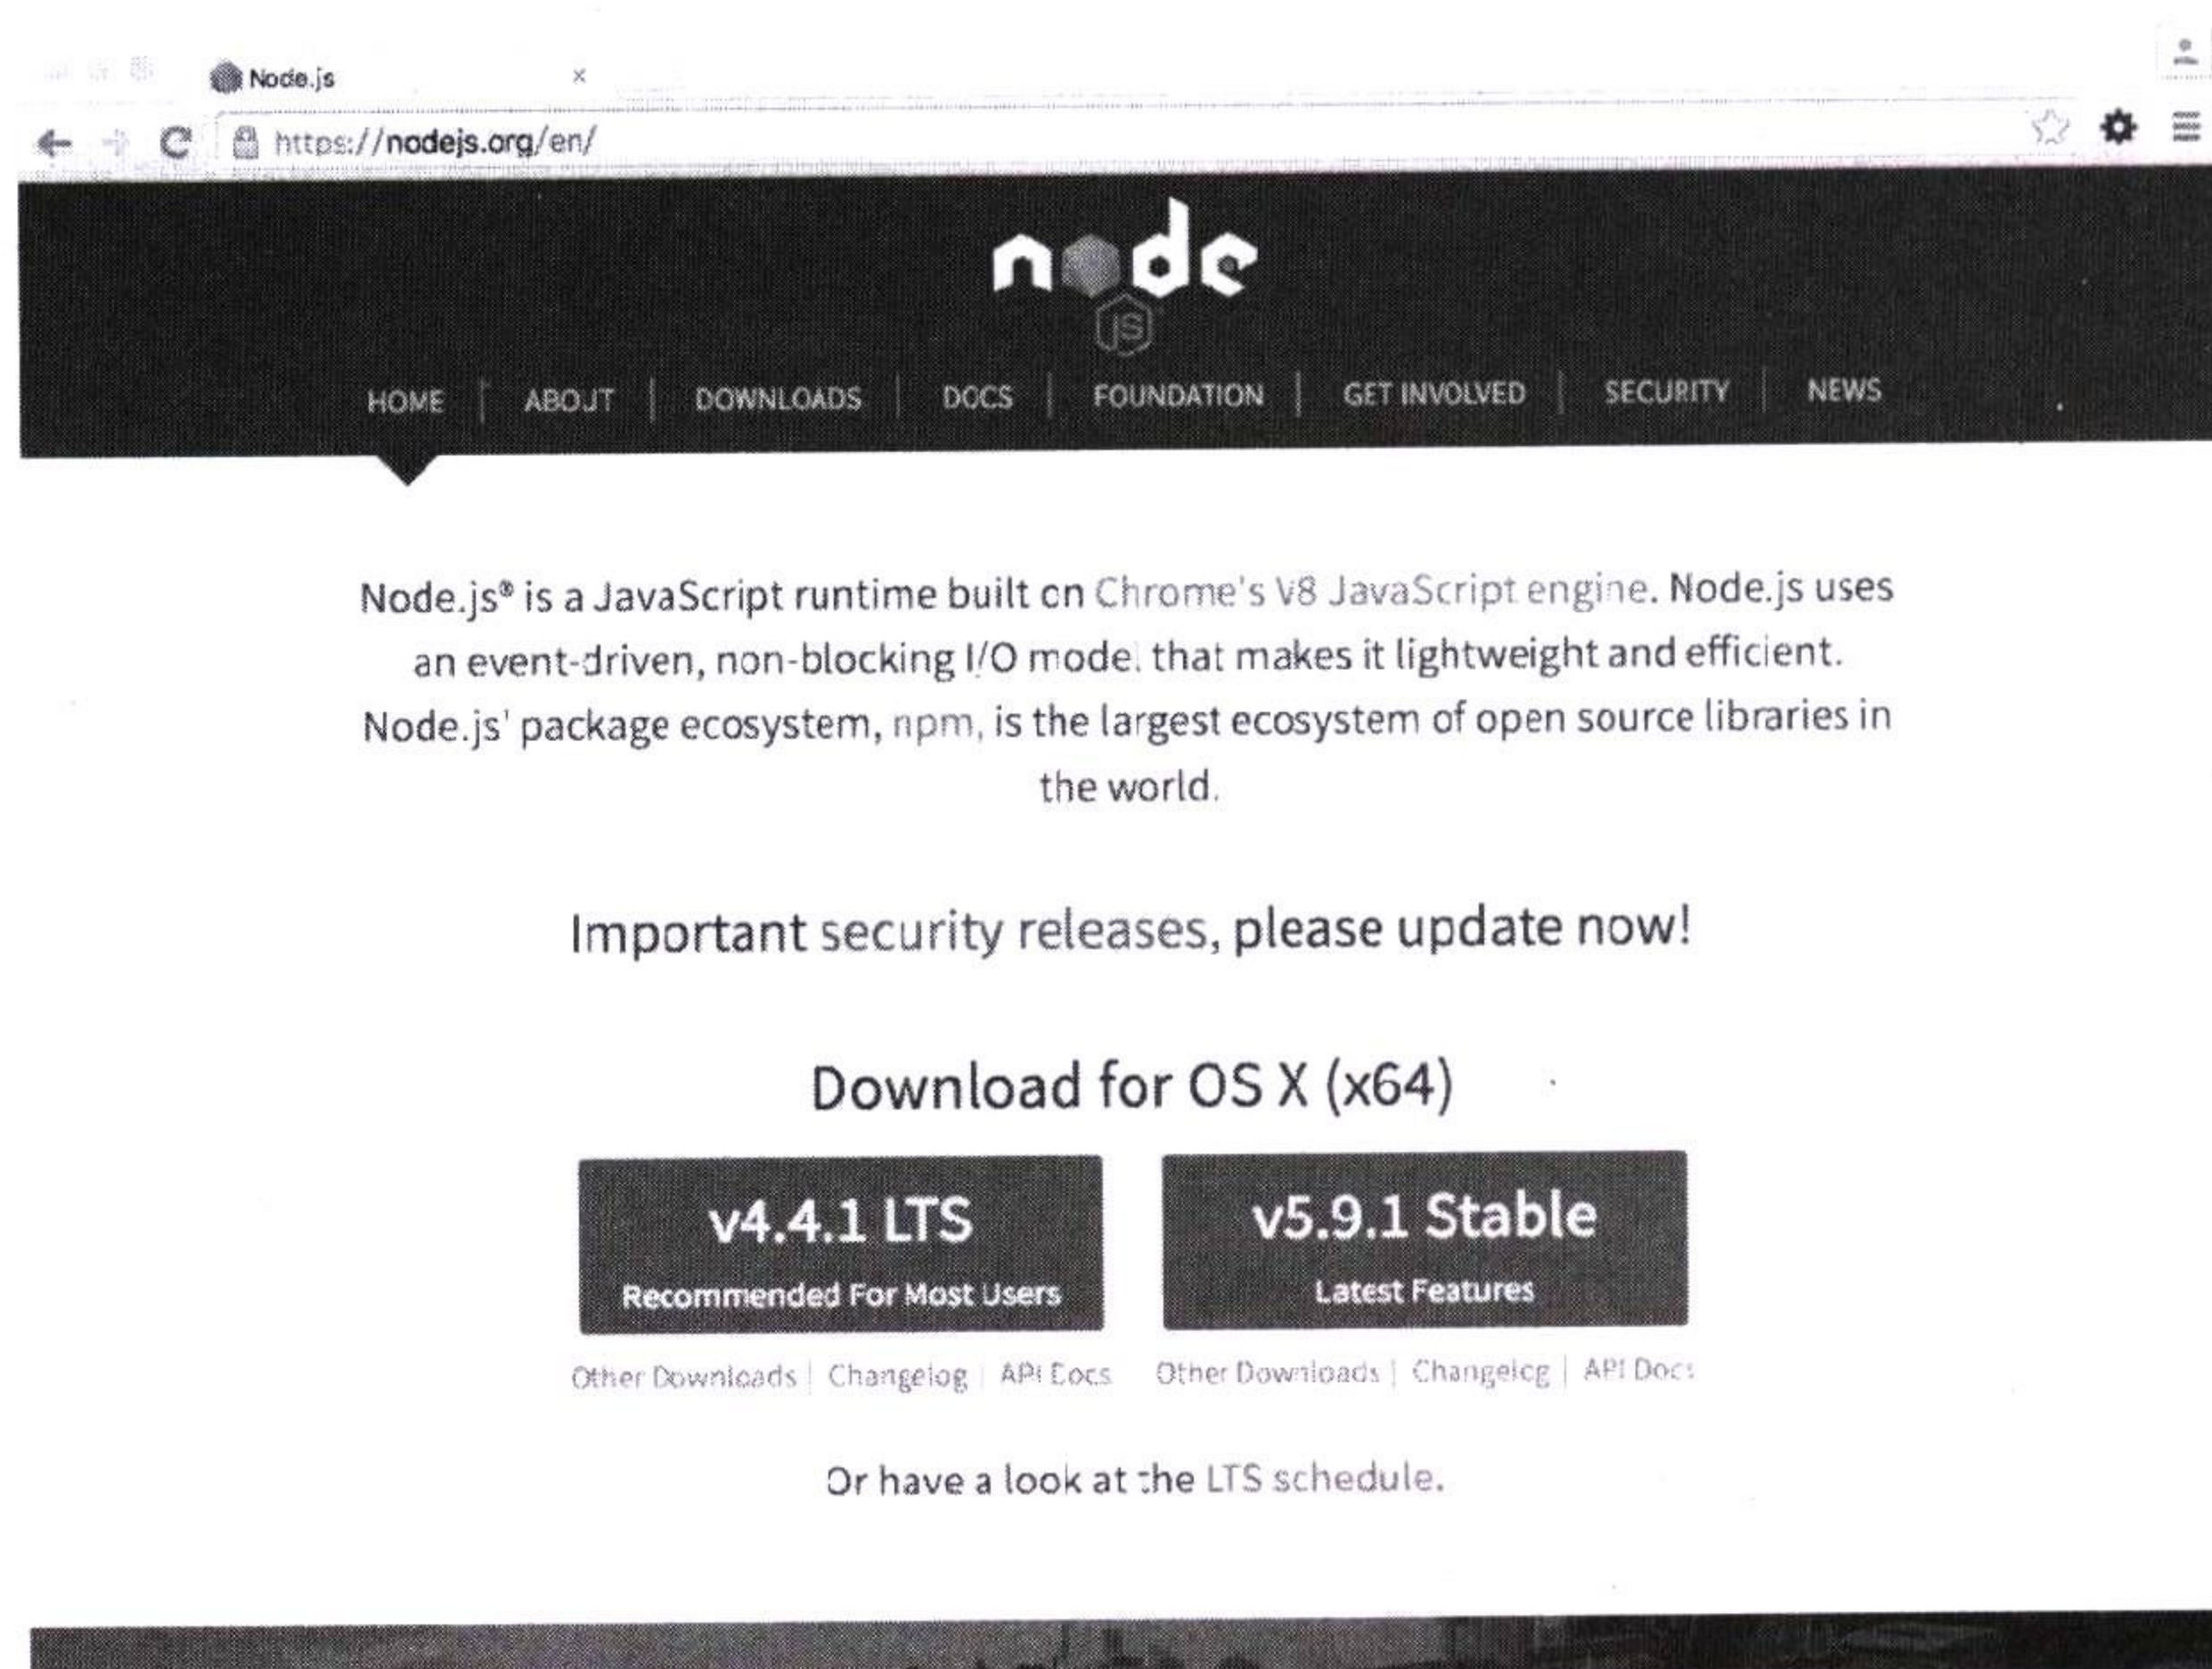 Node.js
https://nodejs.org/en/
node
JS
HOME | ABOUT | DOWNLOADS | DOCS | FOUNDATION | GET INVOLVED | SECURITY | NEWS
Node.js® is a JavaScript runtime built on Chrome's V8 JavaScript engine. Node.js uses
an event-driven, non-blocking I/O model that makes it lightweight and efficient.
Node.js' package ecosystem, npm, is the largest ecosystem of open source libraries in
the world.
Important security releases, please update now!
Download for OS X (x64)
v4.4.1 LTS
Recommended For Most Users
v5.9.1 Stable
Latest Features
Other Downloads | Changelog | API Docs
Other Downloads | Changelog | API Docs
Or have a look at the LTS schedule.